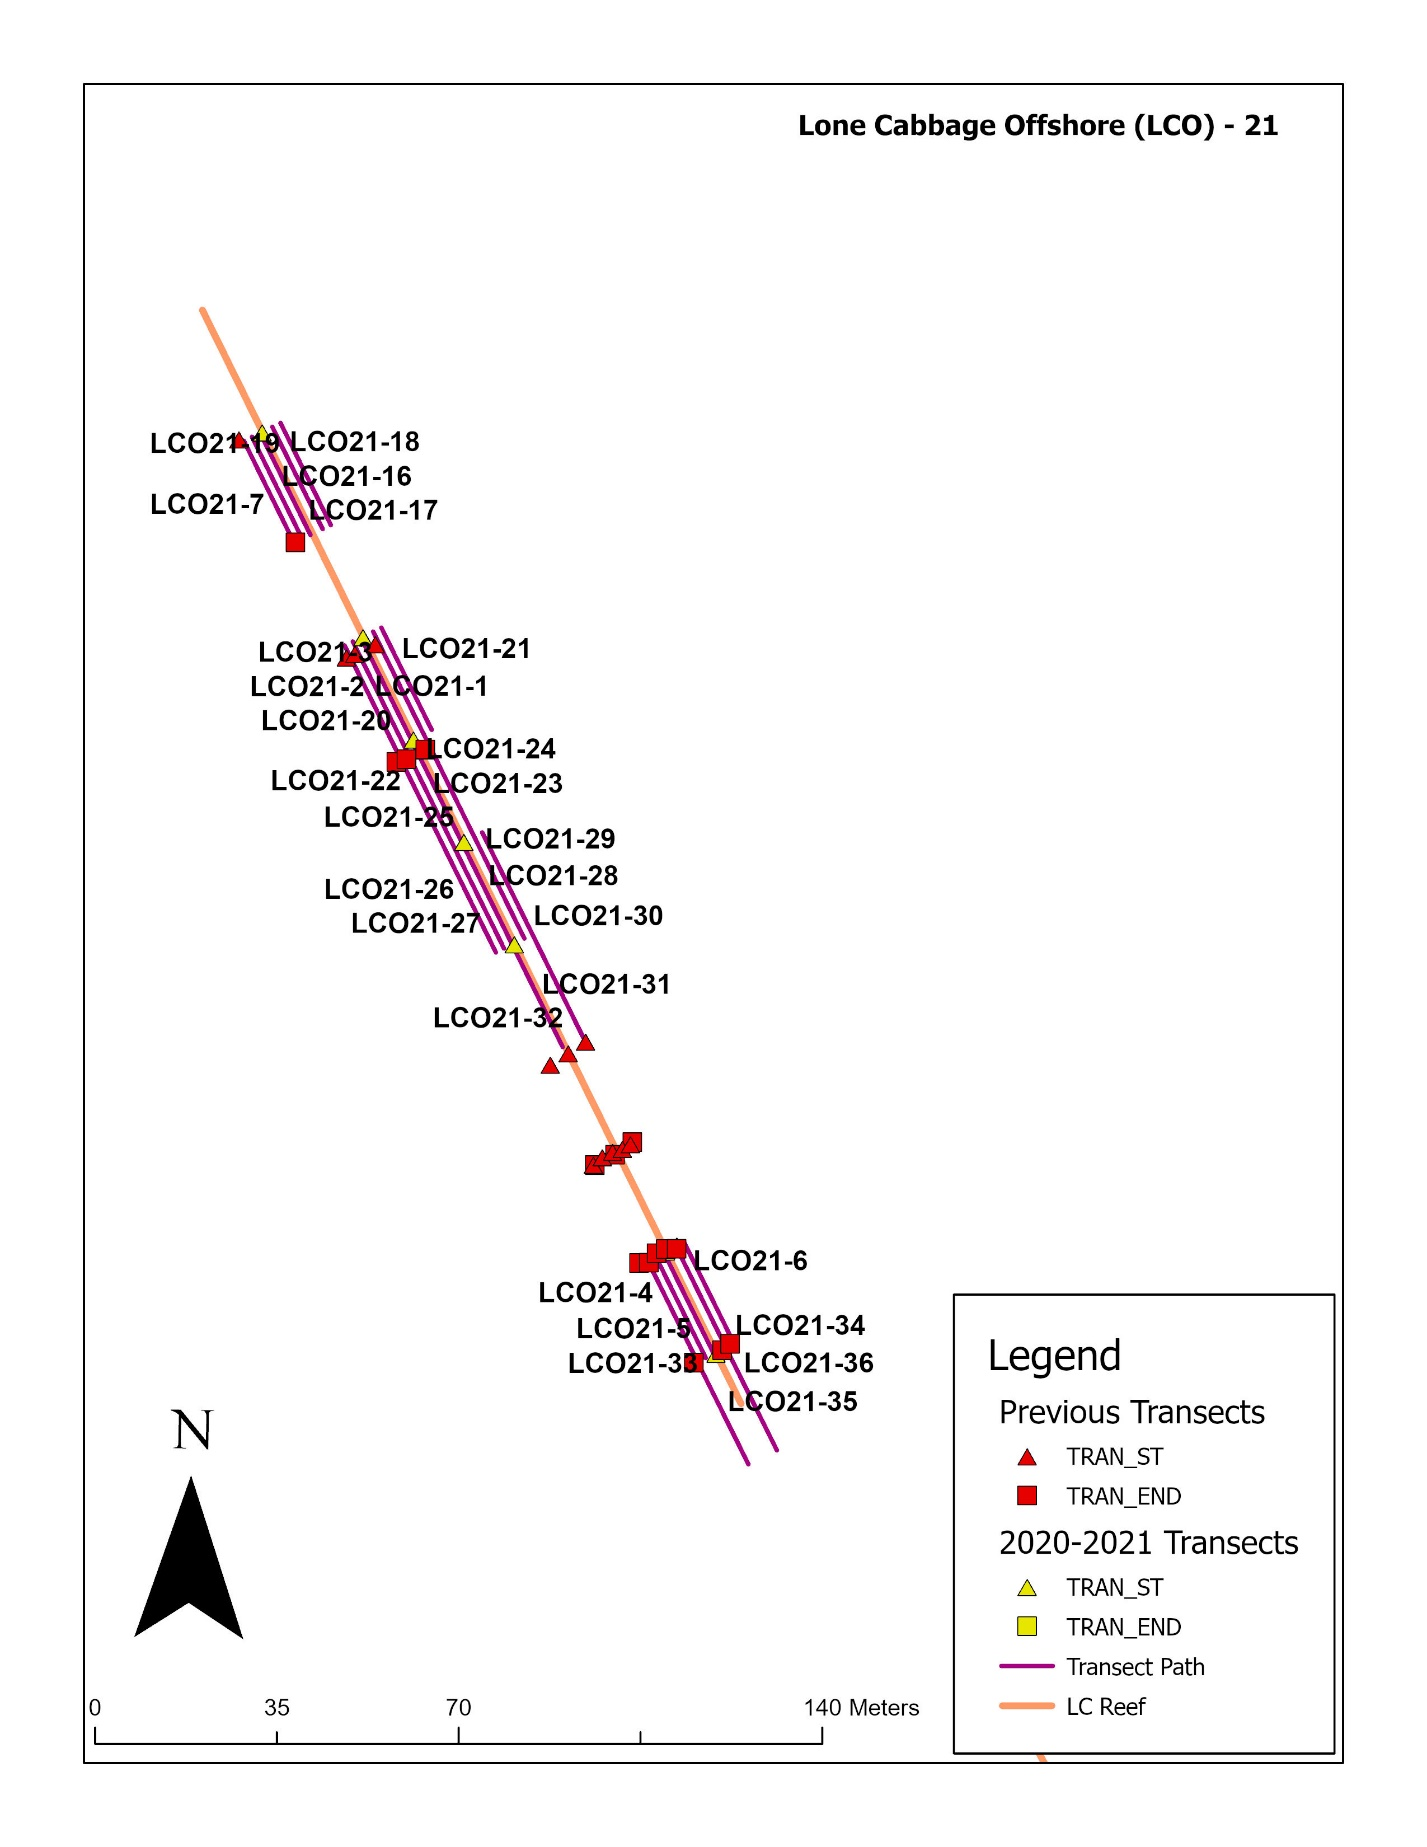 Lone Cabbage Offshore (LCO) - 21
LCO21-19
LCO21-18
LCO21-16
LCO21-7
LCO21-17
LCO21-3
LCO21-21
LCO21-2
LCO21-1
LCO21-20
LCO21-24
LCO21-22
LCO21-23
LCO21-25
LCO21-29
LCO21-28
LCO21-26
LCO21-30
LCO21-27
LCO21-31
LCO21-32
LCO21-6
LCO21-4
LCO21-5
LCO21-34
LCO21-33
LCO21-36
LCO21-35
Legend
Previous Transects
TRAN_ST
TRAN_END
2020-2021 Transects
TRAN_ST
TRAN_END
Transect Path
LC Reef
N
0 35 70 140 Meters